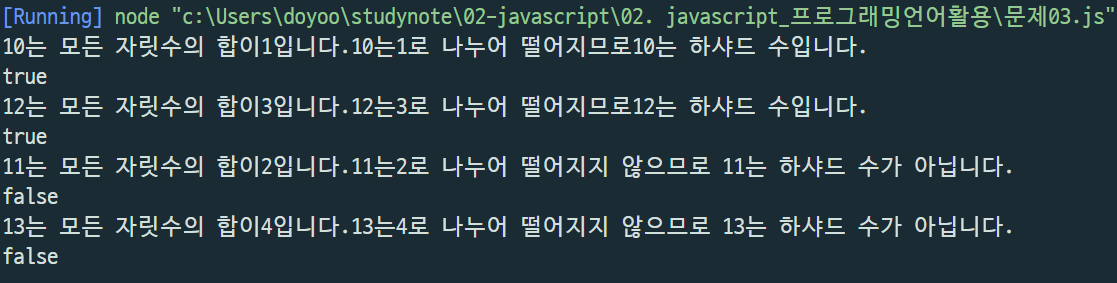 [Running] node "c:\Users\doyoo\studynote\02-javascript\02. javascript_프로그래밍언어활용\문제03.js"
10는 모든 자릿수의 합이1입니다.10는1로 나누어 떨어지므로10는 하샤드 수입니다.
true
12는 모든 자릿수의 합이3입니다.12는3로 나누어 떨어지므로12는 하샤드 수입니다.
true
11는 모든 자릿수의 합이2입니다.11는2로 나누어 떨어지지 않으므로 11는 하샤드 수가 아닙니다.
false
13는 모든 자릿수의 합이4입니다.13는4로 나누어 떨어지지 않으므로 13는 하샤드 수가 아닙니다.
false